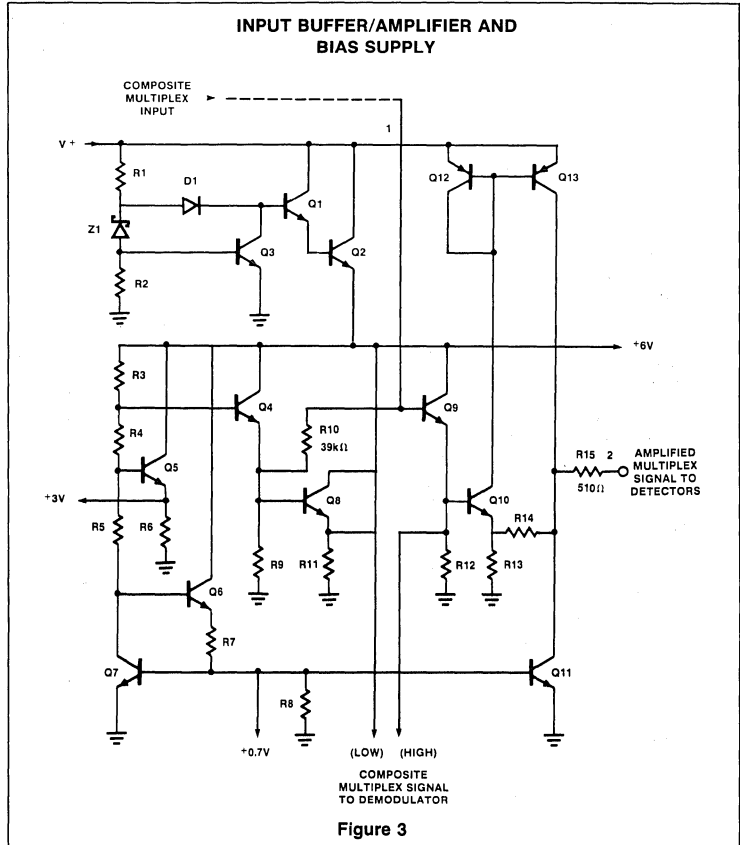 INPUT BUFFER/AMPLIFIER AND
BIAS SUPPLY
COMPOSITE
MULTIPLEX
INPUT
1
V+
R1
D1
Q1
Q12
Q13
Z1
Q3
Q2
R2
+6V
R3
Q4
Q9
R4
R10
39kΩ
Q5
R15 2
510Ω
AMPLIFIED
MULTIPLEX
SIGNAL TO
DETECTORS
+3V
Q8
Q10
R14
R5
R6
R9
R11
R12
R13
Q6
R7
Q7
Q11
R8
+0.7V
(LOW) (HIGH)
COMPOSITE
MULTIPLEX SIGNAL
TO DEMODULATOR
Figure 3